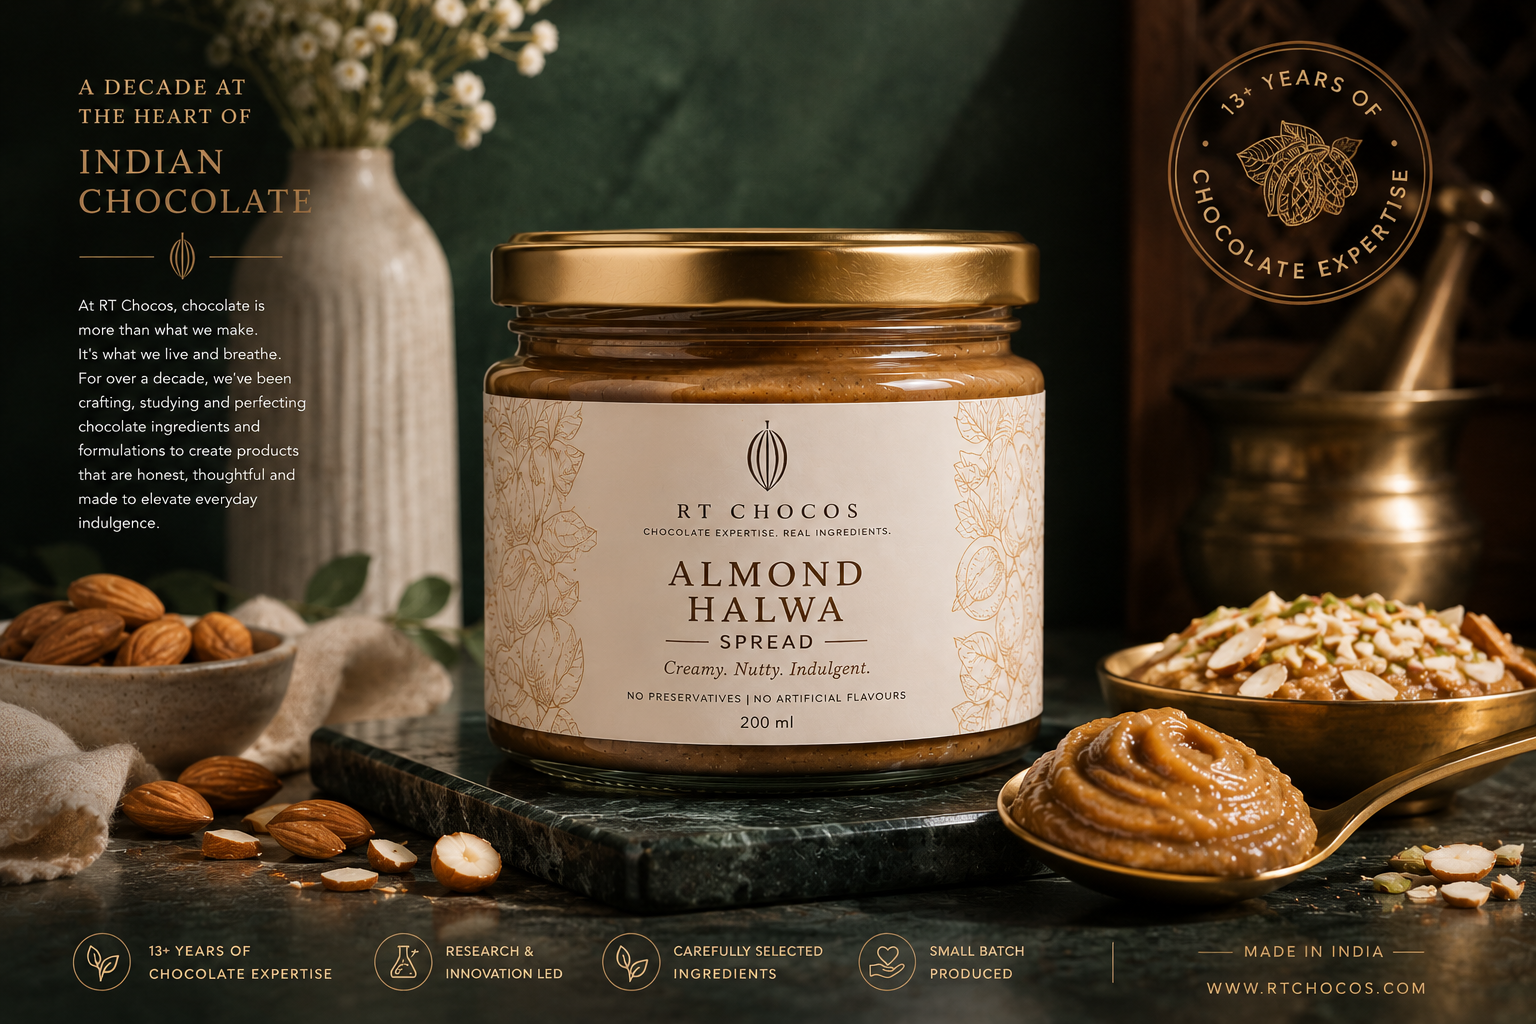 A DECADE AT
THE HEART OF
INDIAN
CHOCOLATE
At RT Chocos, chocolate is
more than what we make.
It's what we live and breathe.
For over a decade, we've been
crafting, studying and perfecting
chocolate ingredients and
formulations to create products
that are honest, thoughtful and
made to elevate everyday
indulgence.
13+ YEARS OF
CHOCOLATE EXPERTISE
RT CHOCOS
CHOCOLATE EXPERTISE. REAL INGREDIENTS.
ALMOND
HALWA
SPREAD
Creamy. Nutty. Indulgent.
NO PRESERVATIVES | NO ARTIFICIAL FLAVOURS
200 ml
13+ YEARS OF
CHOCOLATE EXPERTISE
RESEARCH &
INNOVATION LED
CAREFULLY SELECTED
INGREDIENTS
SMALL BATCH
PRODUCED
MADE IN INDIA
WWW.RTCHOCOS.COM